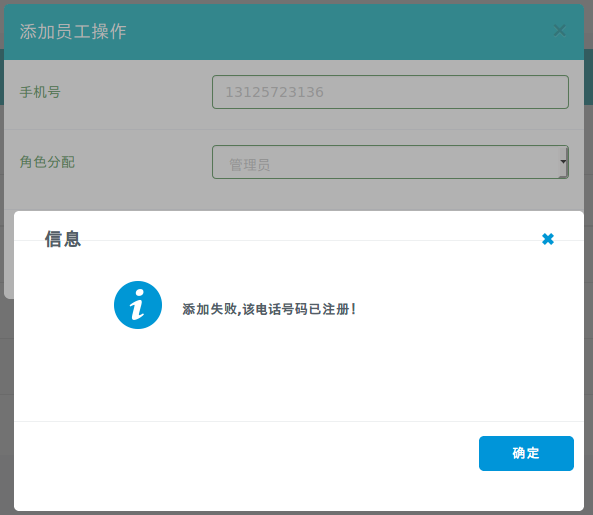 添加员工操作
手机号
13125723136
角色分配
管理员
信息
添加失败,该电话号码已注册!
确定